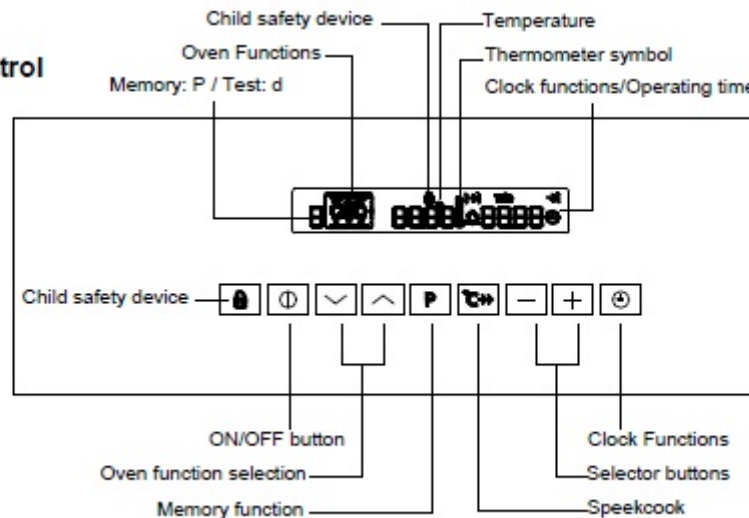 Child safety device
Temperature
Oven Functions
Thermometer symbol
trol
Memory: P / Test: d
Clock functions/Operating time
Child safety device
P
ON/OFF button
Clock Functions
Oven function selection
Selector buttons
Memory function
Speekcook